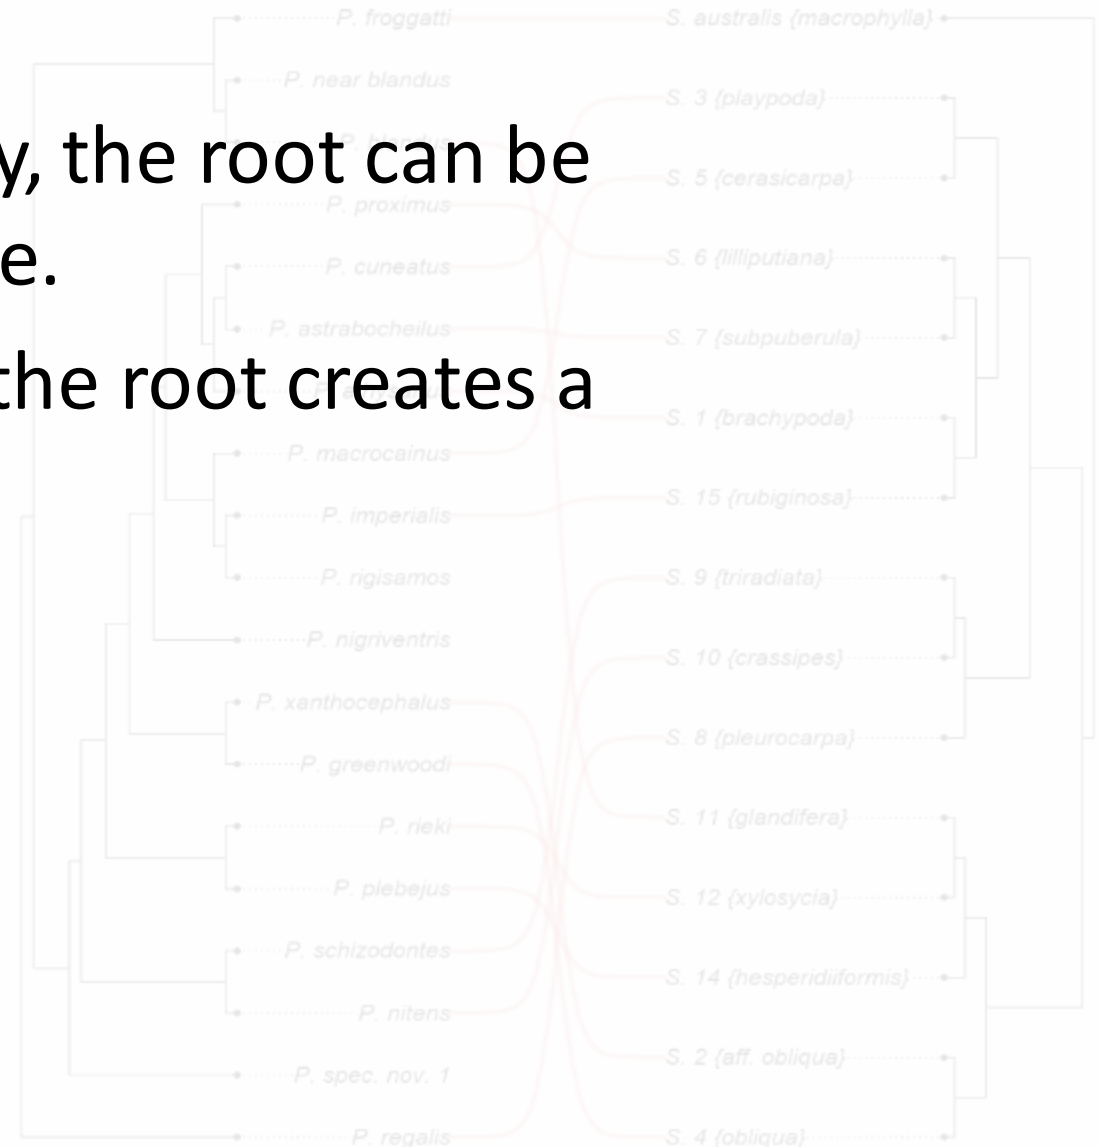 P. froggatti
P. near blandus
P. blandus
y, the root can be
P. proximus
e.
P. cuneatus
P. astrabocheilus
the root creates a
P. macrocainus
P. imperialis
P. rigisamos
P. nigriventris
P. xanthocephalus
P. greenwoodi
P. rieki
P. plebejus
P. schizodontes
P. nitens
P. spec. nov. 1
P. regalis
S. australis {macrophylla}
S. 3 {playpoda}
S. 5 {cerasicarpa}
S. 6 {lilliputiana}
S. 7 {subpuberula}
S. 1 {brachypoda}
S. 15 {rubiginosa}
S. 9 {triradiata}
S. 10 {crassipes}
S. 8 {pleurocarpa}
S. 11 {glandifera}
S. 12 {xylosycia}
S. 14 {hesperidiiformis}
S. 2 {aff. obliqua}
S. 4 {obliqua}